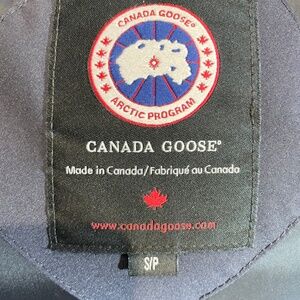 CANADA GOOSE®
ARCTIC PROGRAM
CANADA GOOSE®
Made in Canada/Fabriqué au Canada
www.canadagoose.com
S/P